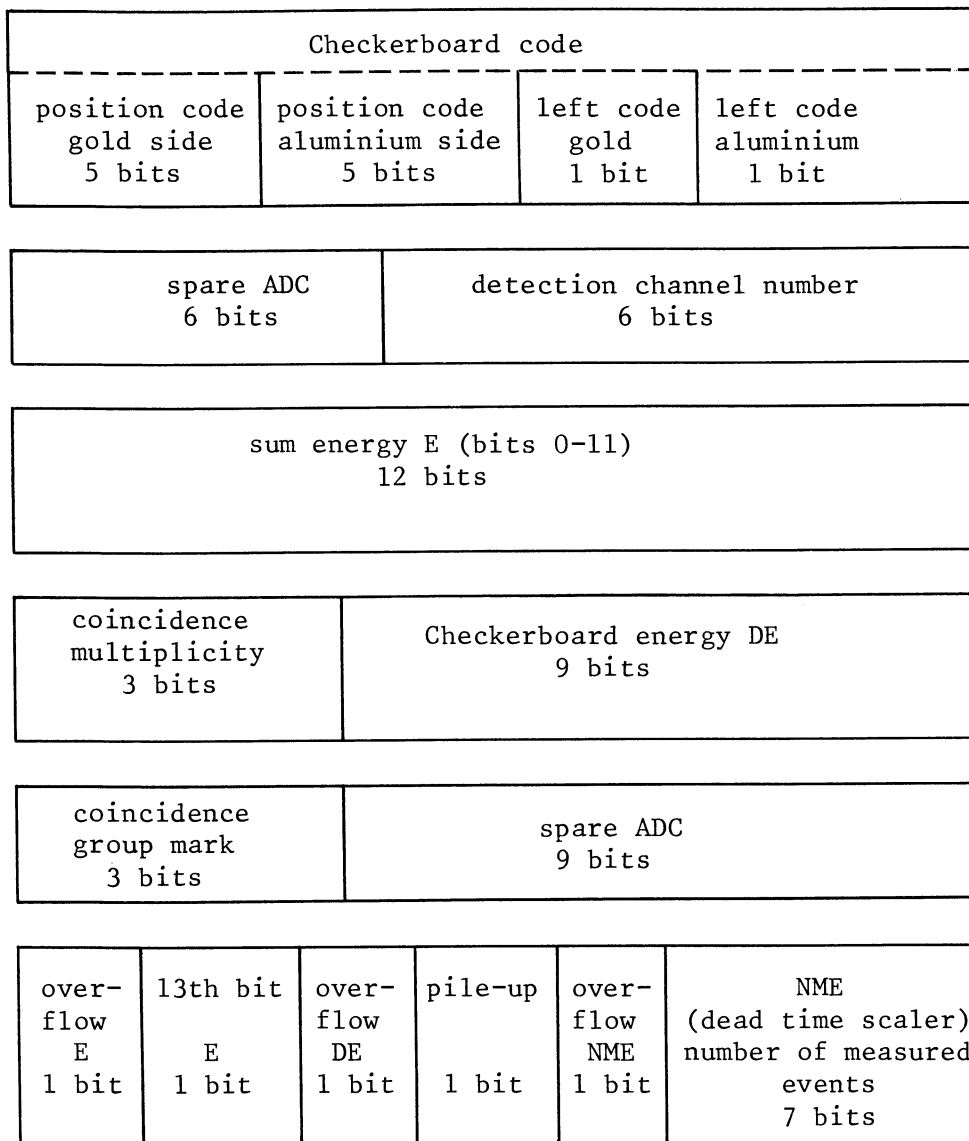 Checkerboard code
position code gold side 5 bits
position code aluminium side 5 bits
left code gold 1 bit
left code aluminium 1 bit
spare ADC
6 bits
detection channel number
6 bits
sum energy E (bits 0-11)
12 bits
coincidence
multiplicity
3 bits
Checkerboard energy DE
9 bits
coincidence
group mark
3 bits
spare ADC
9 bits
over-
flow
E
1 bit
13th bit
E
1 bit
over-
flow
DE
1 bit
pile-up
1 bit
over-
flow
NME
1 bit
NME
(dead time scaler)
number of measured
events
7 bits